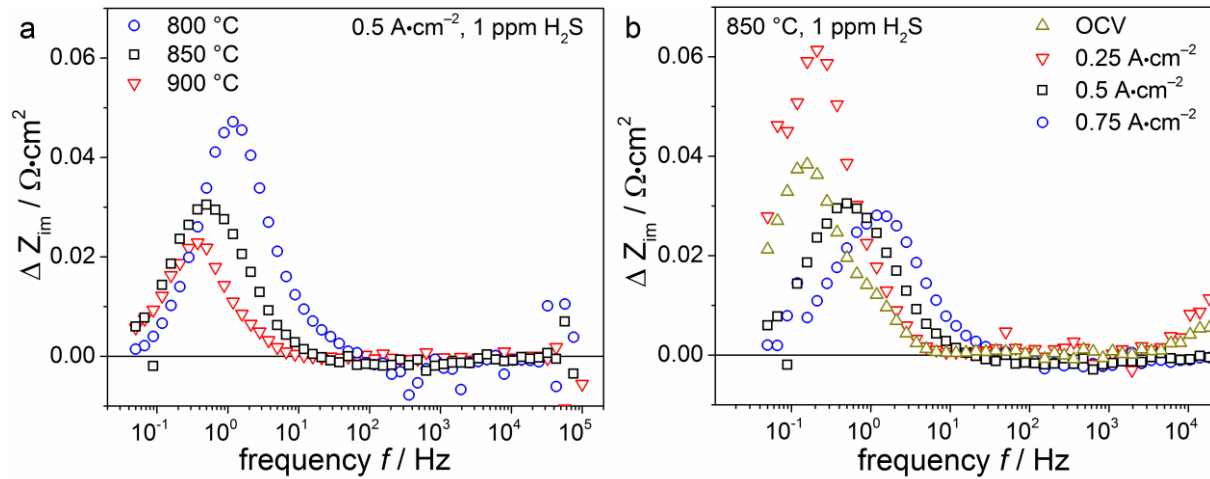 a
800 °C
850 °C
900 °C
0.5 A•cm⁻², 1 ppm H₂S
0.06
0.04
0.02
0.00
Δ Z_im / Ω•cm²
10⁻¹ 10⁰ 10¹ 10² 10³ 10⁴ 10⁵
frequency f / Hz
b
850 °C, 1 ppm H₂S
OCV
0.25 A•cm⁻²
0.5 A•cm⁻²
0.75 A•cm⁻²
0.06
0.04
0.02
0.00
Δ Z_im / Ω•cm²
10⁻¹ 10⁰ 10¹ 10² 10³ 10⁴
frequency f / Hz